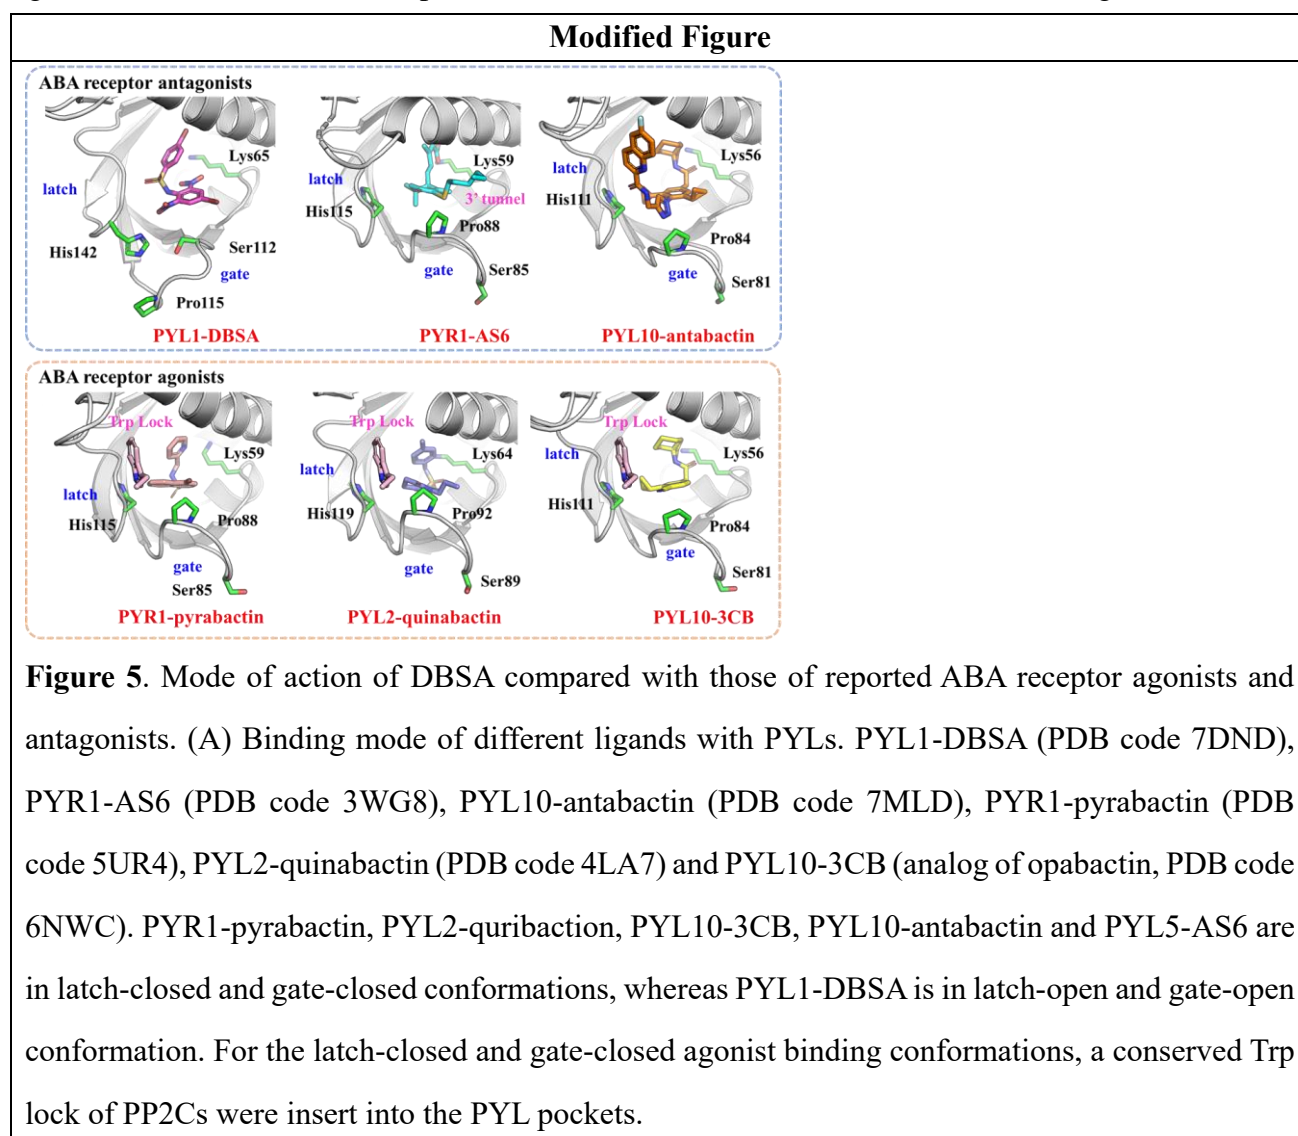 Modified Figure
ABA receptor antagonists
Lys65
latch
His142
Ser112
gate
Pro115
PYL1-DBSA
Lys59
latch
3' tunnel
His115
Pro88
gate
Ser85
PYR1-AS6
Lys56
latch
His111
Pro84
gate
Ser81
PYL10-antabactin
ABA receptor agonists
Trp Lock
Lys59
latch
His115
Pro88
gate
Ser85
PYR1-pyrabactin
Trp Lock
Lys64
latch
His119
Pro92
gate
Ser89
PYL2-quinabactin
Trp Lock
latch
Lys56
His111
Pro84
gate
Ser81
PYL10-3CB
Figure 5. Mode of action of DBSA compared with those of reported ABA receptor agonists and
antagonists. (A) Binding mode of different ligands with PYLs. PYL1-DBSA (PDB code 7DND),
PYR1-AS6 (PDB code 3WG8), PYL10-antabactin (PDB code 7MLD), PYR1-pyrabactin (PDB
code 5UR4), PYL2-quinabactin (PDB code 4LA7) and PYL10-3CB (analog of opabactin, PDB code
6NWC). PYR1-pyrabactin, PYL2-quribaction, PYL10-3CB, PYL10-antabactin and PYL5-AS6 are
in latch-closed and gate-closed conformations, whereas PYL1-DBSA is in latch-open and gate-open
conformation. For the latch-closed and gate-closed agonist binding conformations, a conserved Trp
lock of PP2Cs were insert into the PYL pockets.